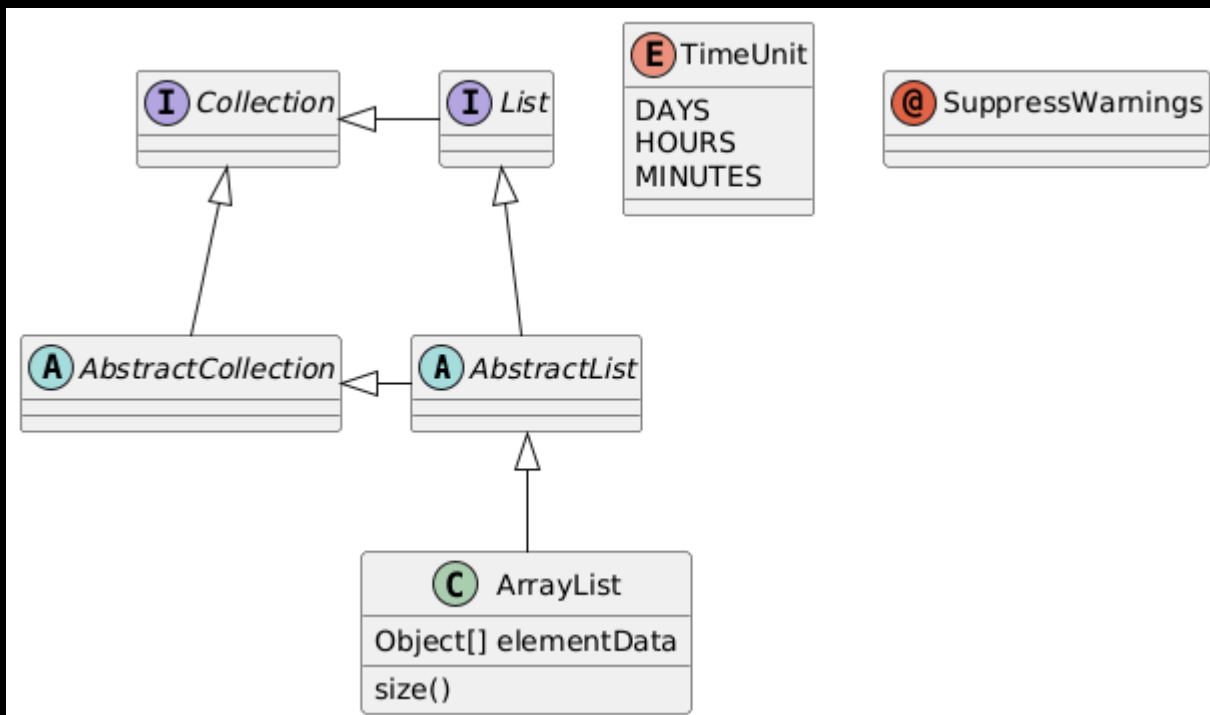 I Collection
I List
E TimeUnit
DAYS
HOURS
MINUTES
@ SuppressWarnings
A AbstractCollection
A AbstractList
C ArrayList
Object[] elementData
size()